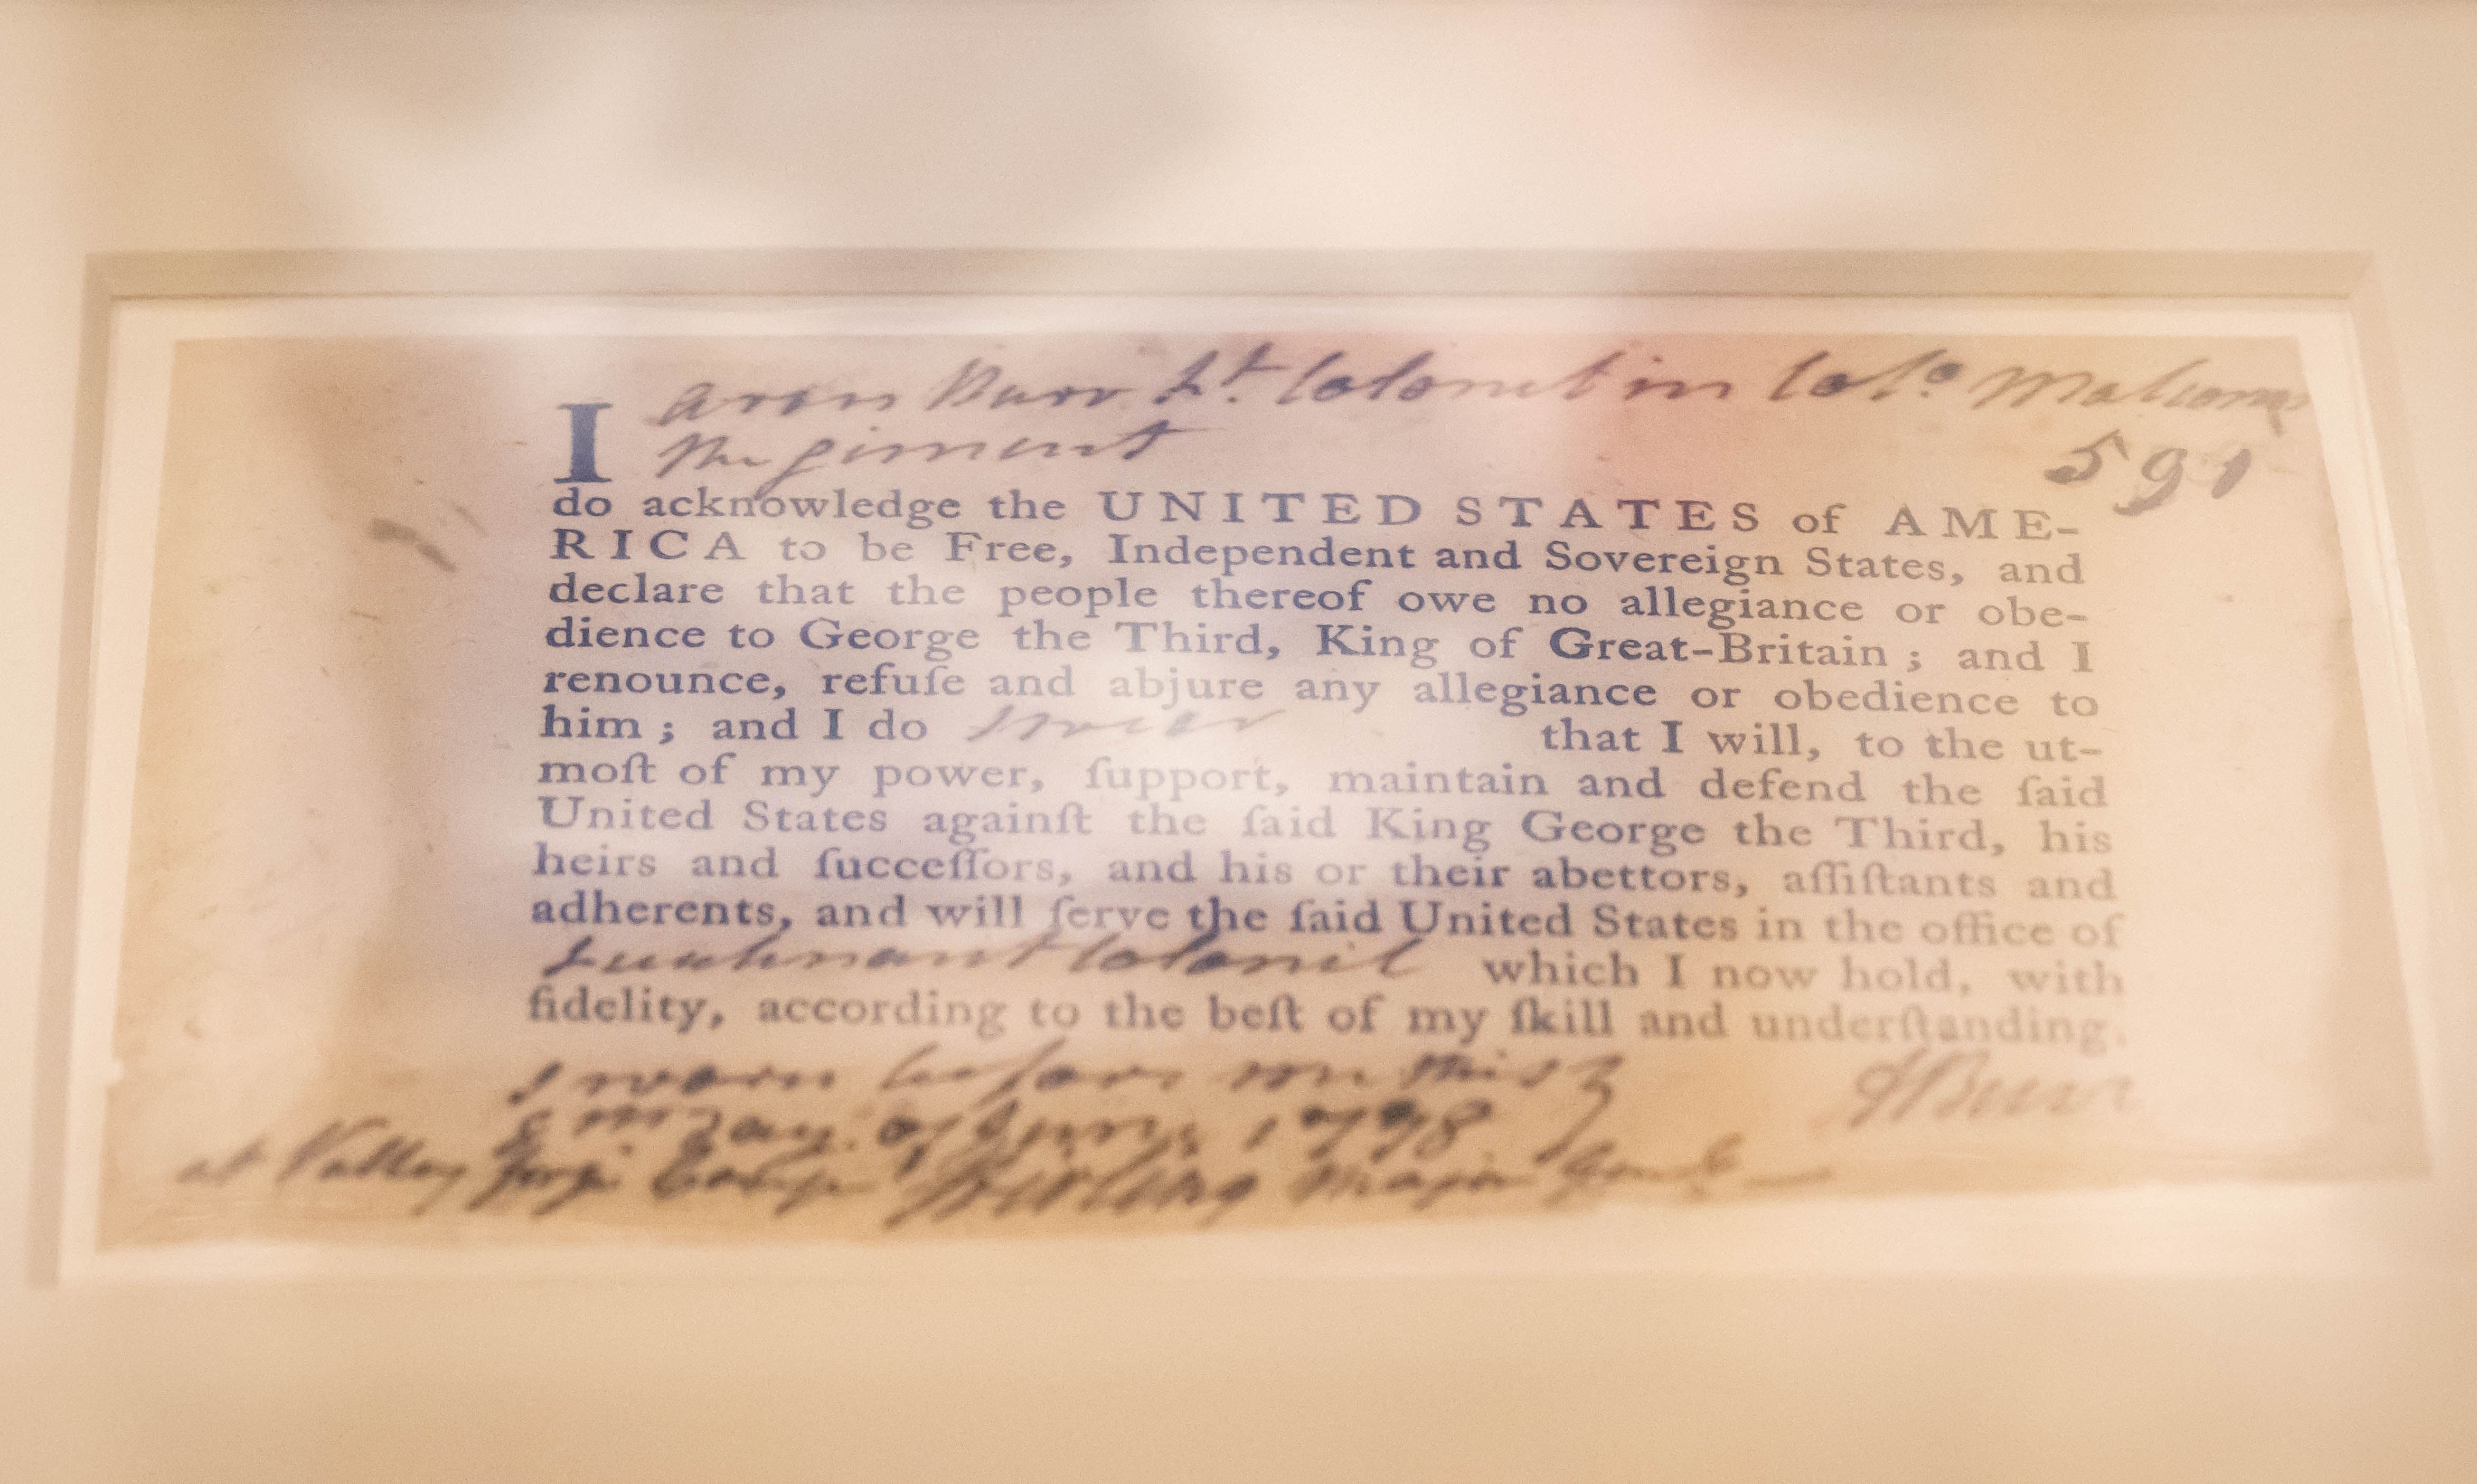 I Aron Burr Lt. Colonel in Colo. Malcoms
Regiment
591
do acknowledge the UNITED STATES of AME-
RICA to be Free, Independent and Sovereign States, and
declare that the people thereof owe no allegiance or obe-
dience to George the Third, King of Great-Britain ; and I
renounce, refuſe and abjure any allegiance or obedience to
him ; and I do swear that I will, to the ut-
moſt of my power, ſupport, maintain and defend the ſaid
United States againſt the ſaid King George the Third, his
heirs and ſucceſſors, and his or their abettors, aſſiſtants and
adherents, and will ſerve the ſaid United States in the office of
Lieutenant Colonel which I now hold, with
fidelity, according to the beſt of my ſkill and underſtanding.
Sworn before me this
day of 1778
ABurr
at Valley Forge Camp Stirling Major